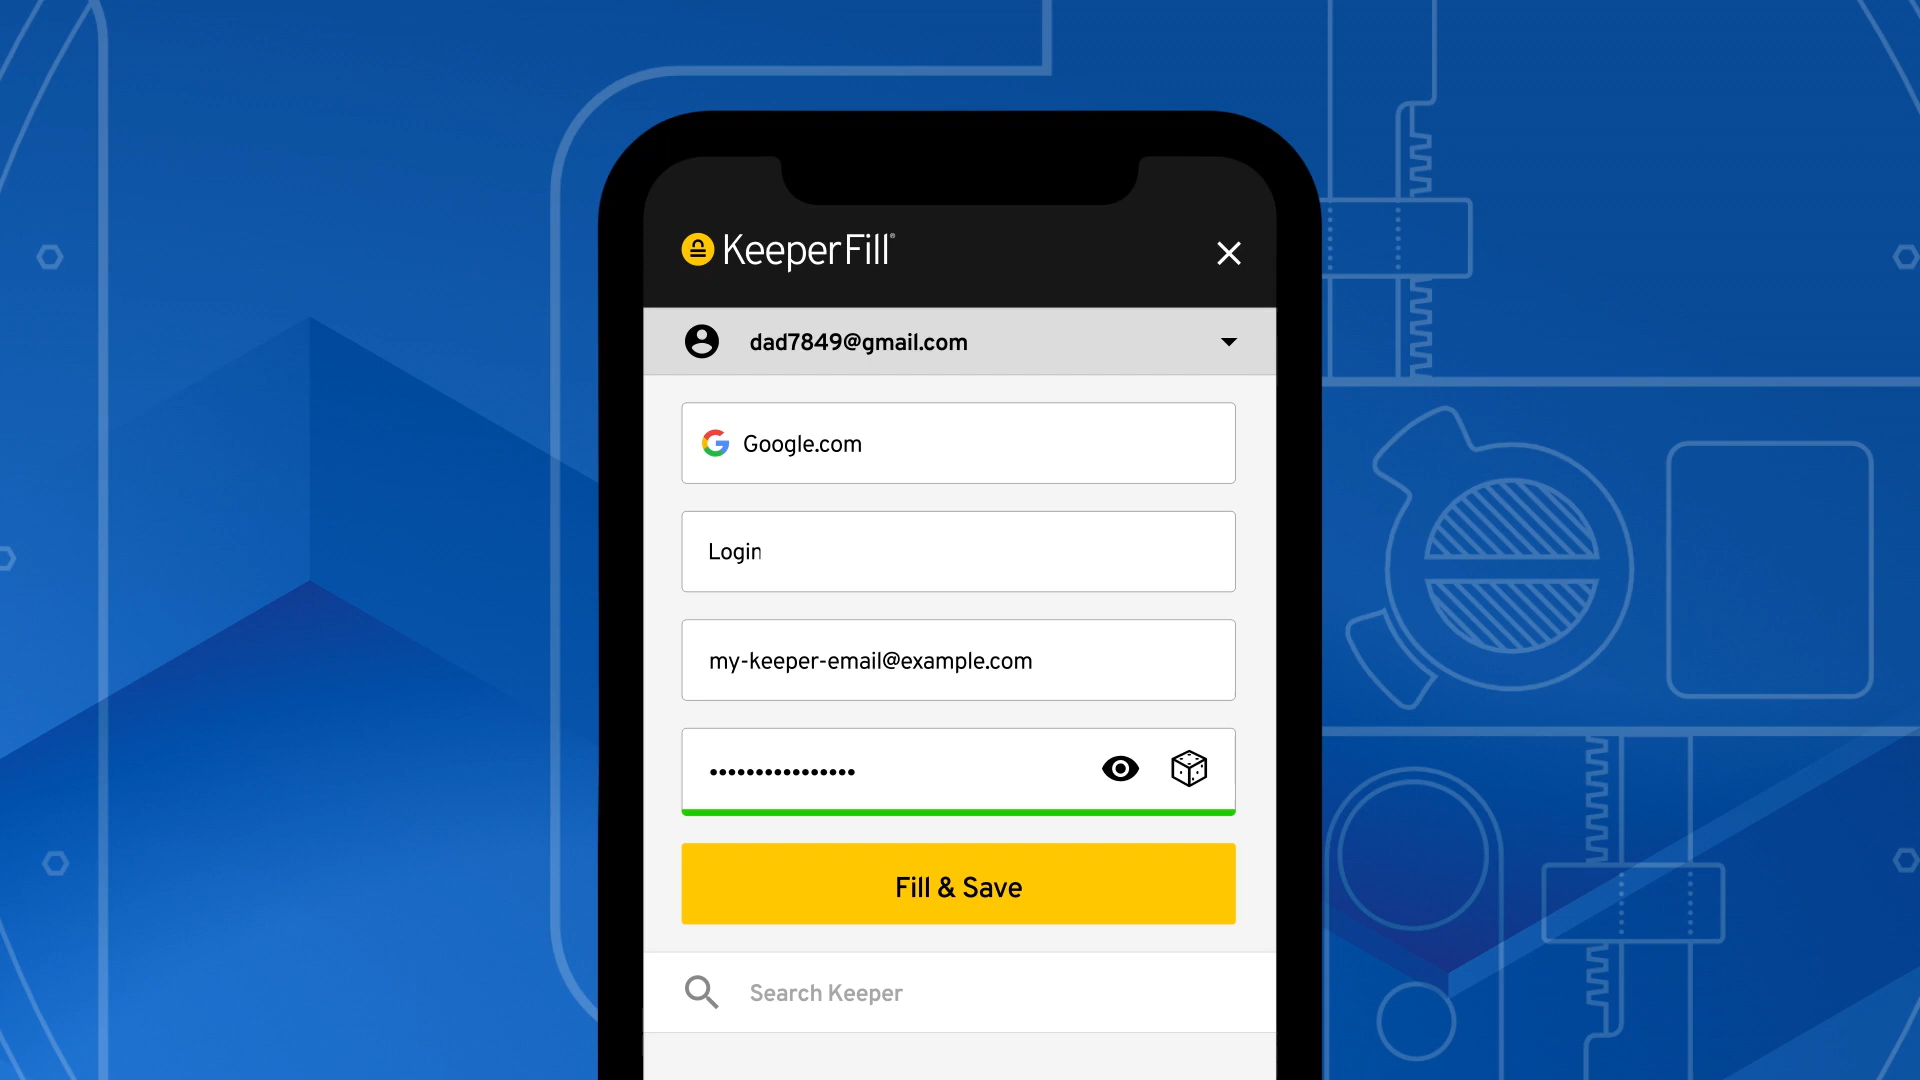 KeeperFill®
dad7849@gmail.com
Google.com
Login
my-keeper-email@example.com
••••••••••••••••
Fill & Save
Search Keeper